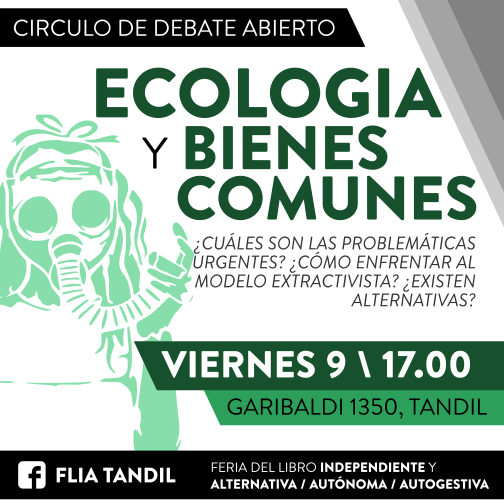 CIRCULO DE DEBATE ABIERTO
ECOLOGIA
Y BIENES
COMUNES
¿CUÁLES SON LAS PROBLEMÁTICAS
URGENTES? ¿CÓMO ENFRENTAR AL
MODELO EXTRACTIVISTA? ¿EXISTEN
ALTERNATIVAS?
VIERNES 9 \ 17.00
GARIBALDI 1350, TANDIL
f FLIA TANDIL
FERIA DEL LIBRO INDEPENDIENTE Y
ALTERNATIVA / AUTÓNOMA / AUTOGESTIVA